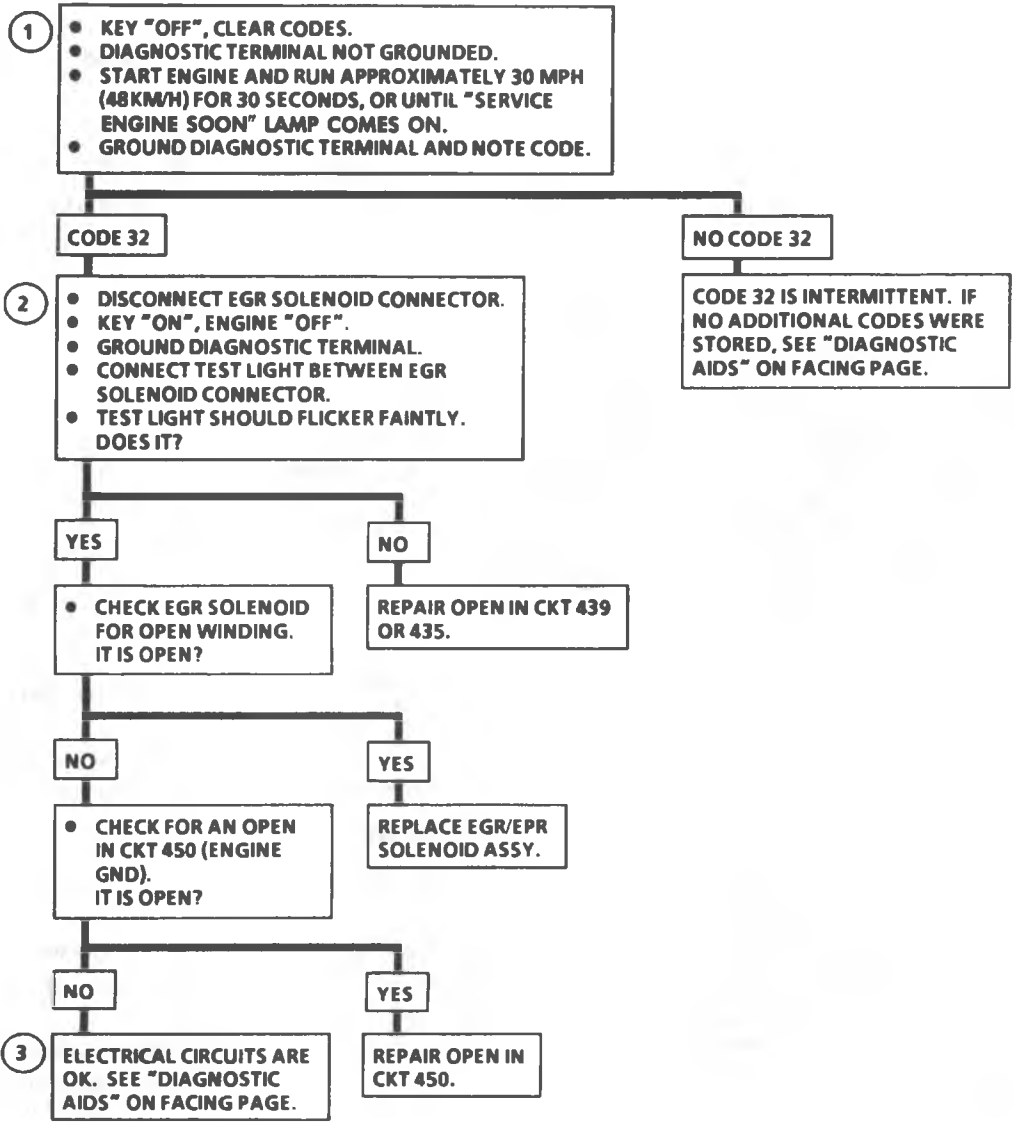 1
• KEY "OFF", CLEAR CODES.
• DIAGNOSTIC TERMINAL NOT GROUNDED.
• START ENGINE AND RUN APPROXIMATELY 30 MPH
(48KM/H) FOR 30 SECONDS, OR UNTIL "SERVICE
ENGINE SOON" LAMP COMES ON.
• GROUND DIAGNOSTIC TERMINAL AND NOTE CODE.
CODE 32
NO CODE 32
2
• DISCONNECT EGR SOLENOID CONNECTOR.
• KEY "ON", ENGINE "OFF".
• GROUND DIAGNOSTIC TERMINAL.
• CONNECT TEST LIGHT BETWEEN EGR
SOLENOID CONNECTOR.
• TEST LIGHT SHOULD FLICKER FAINTLY.
DOES IT?
CODE 32 IS INTERMITTENT. IF
NO ADDITIONAL CODES WERE
STORED, SEE "DIAGNOSTIC
AIDS" ON FACING PAGE.
YES
NO
• CHECK EGR SOLENOID
FOR OPEN WINDING.
IT IS OPEN?
REPAIR OPEN IN CKT 439
OR 435.
NO
YES
• CHECK FOR AN OPEN
IN CKT 450 (ENGINE
GND).
IT IS OPEN?
REPLACE EGR/EPR
SOLENOID ASSY.
NO
YES
3
ELECTRICAL CIRCUITS ARE
OK. SEE "DIAGNOSTIC
AIDS" ON FACING PAGE.
REPAIR OPEN IN
CKT 450.